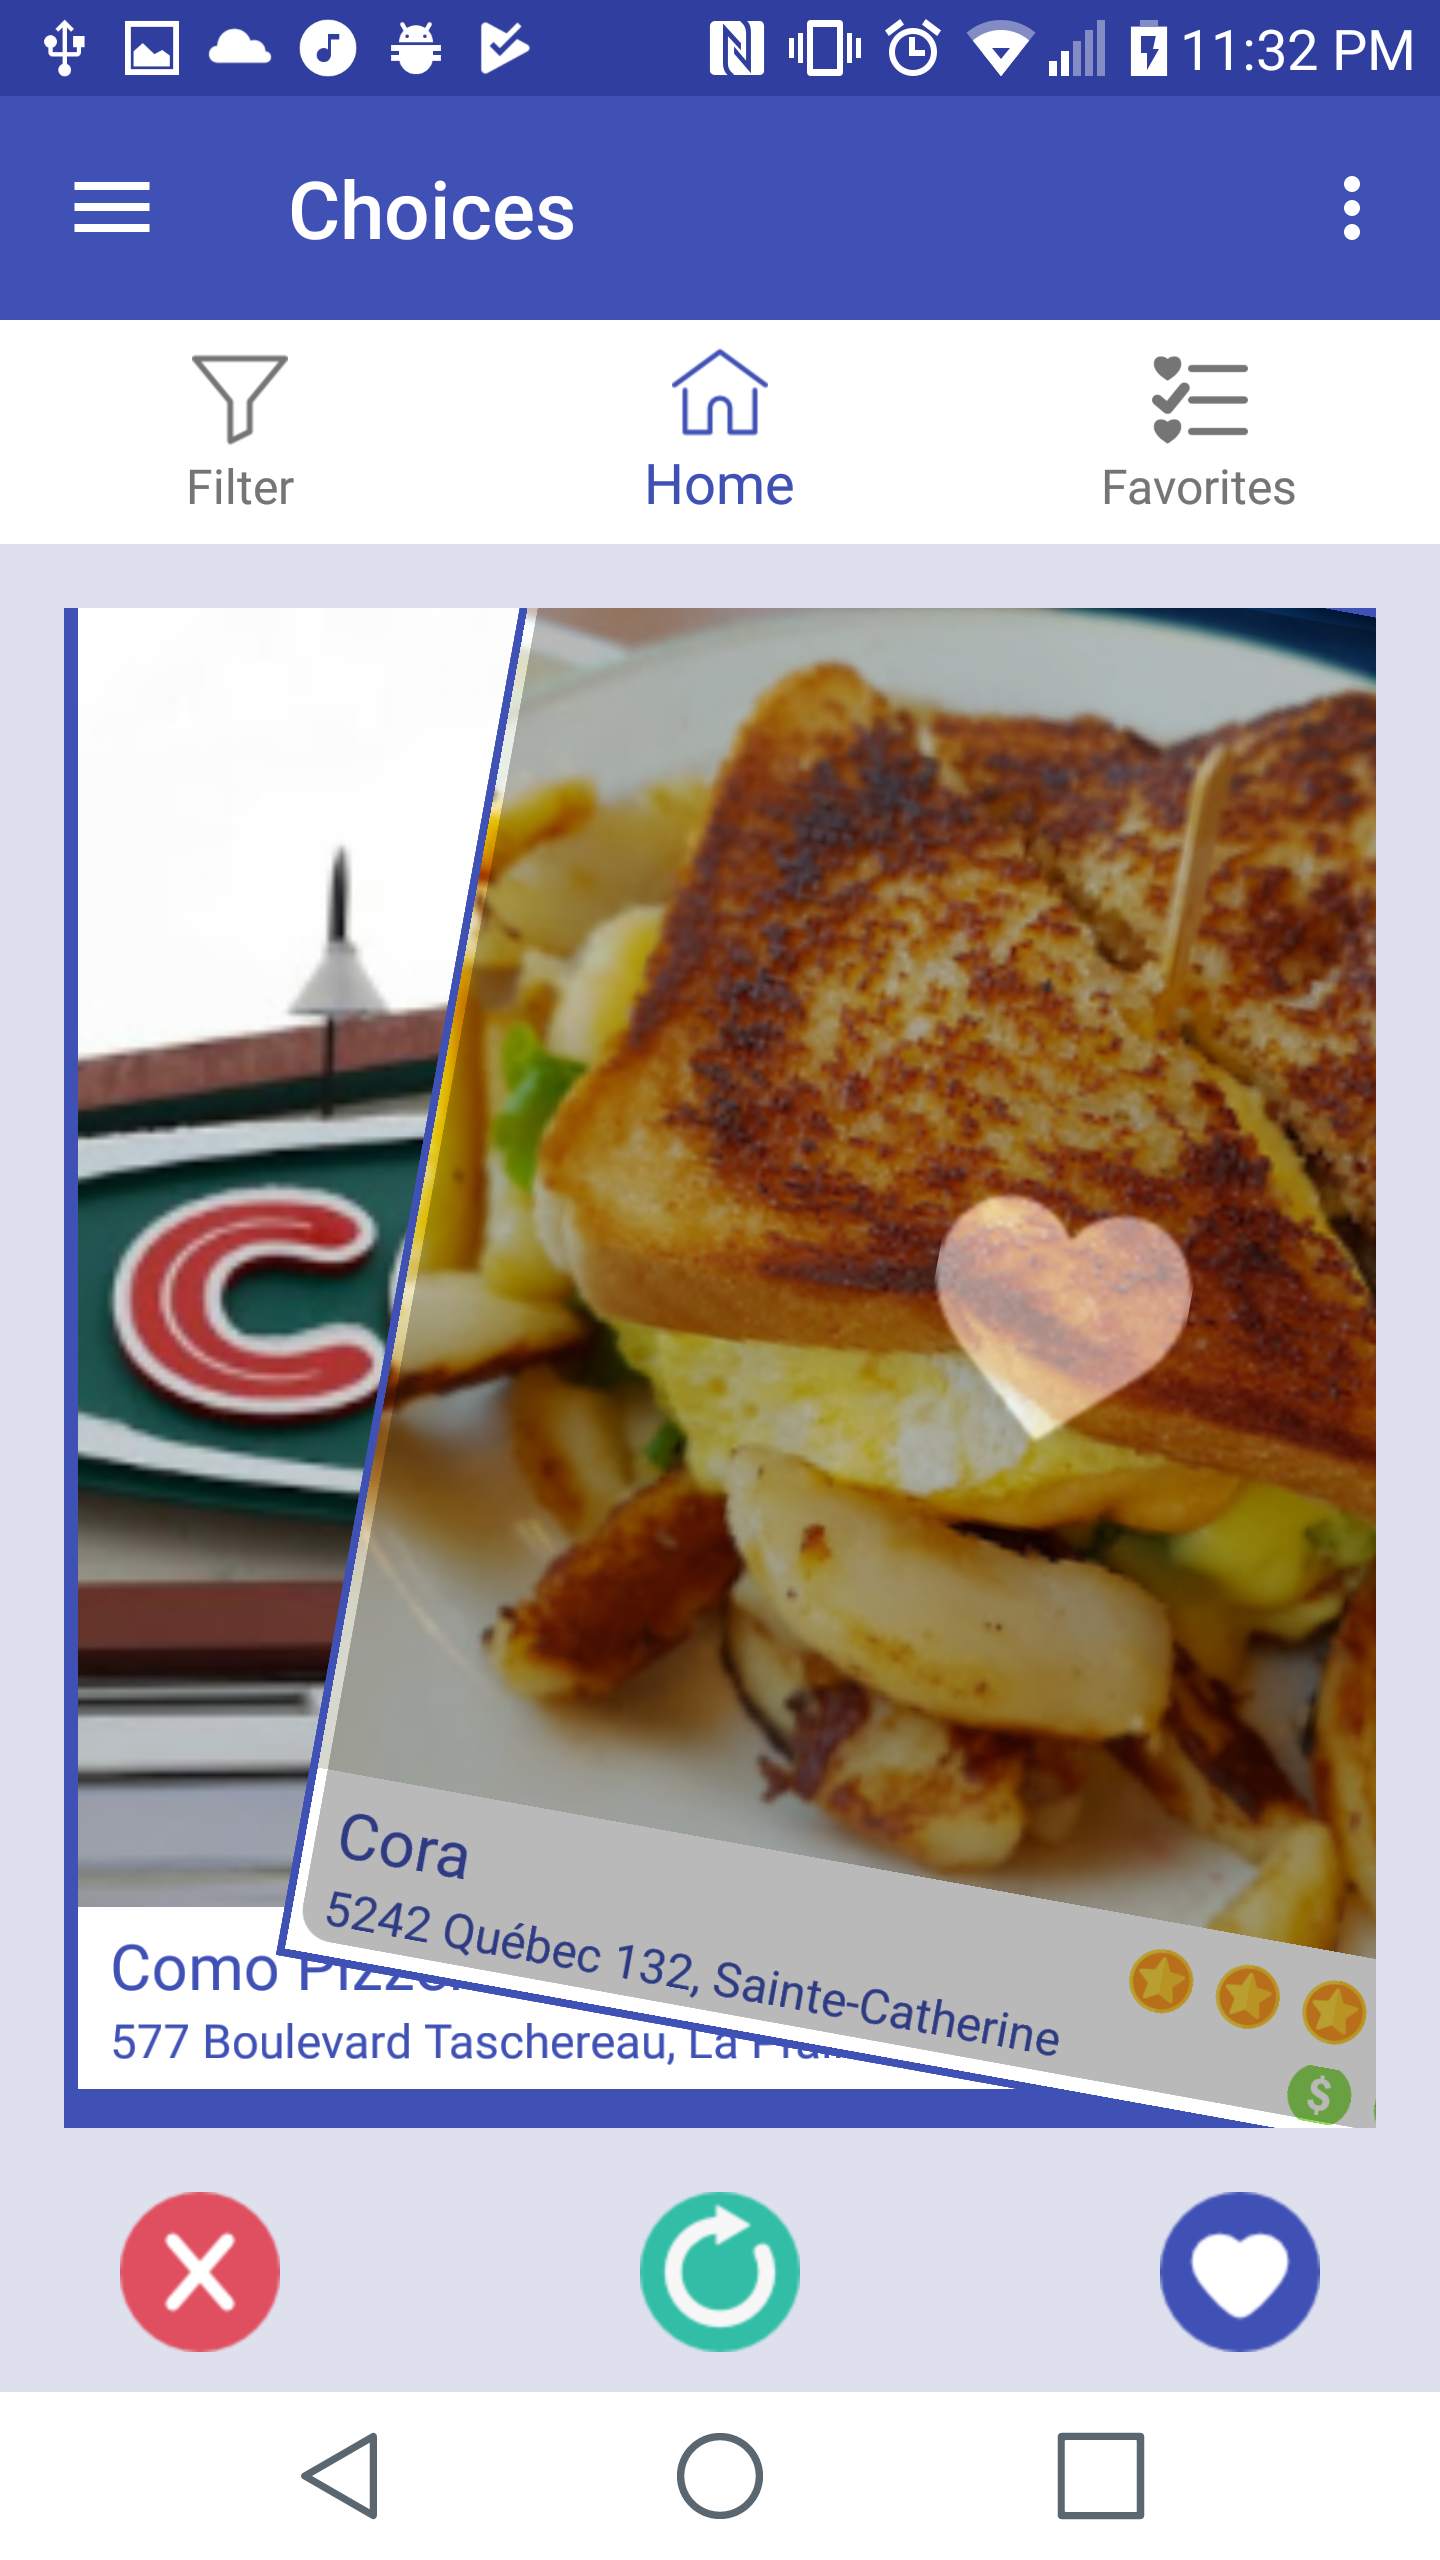 11:32 PM
Choices
Filter
Home
Favorites
C
Cora
5242 Québec 132, Sainte-Catherine
$
Como
577 Boulevard Taschereau, La